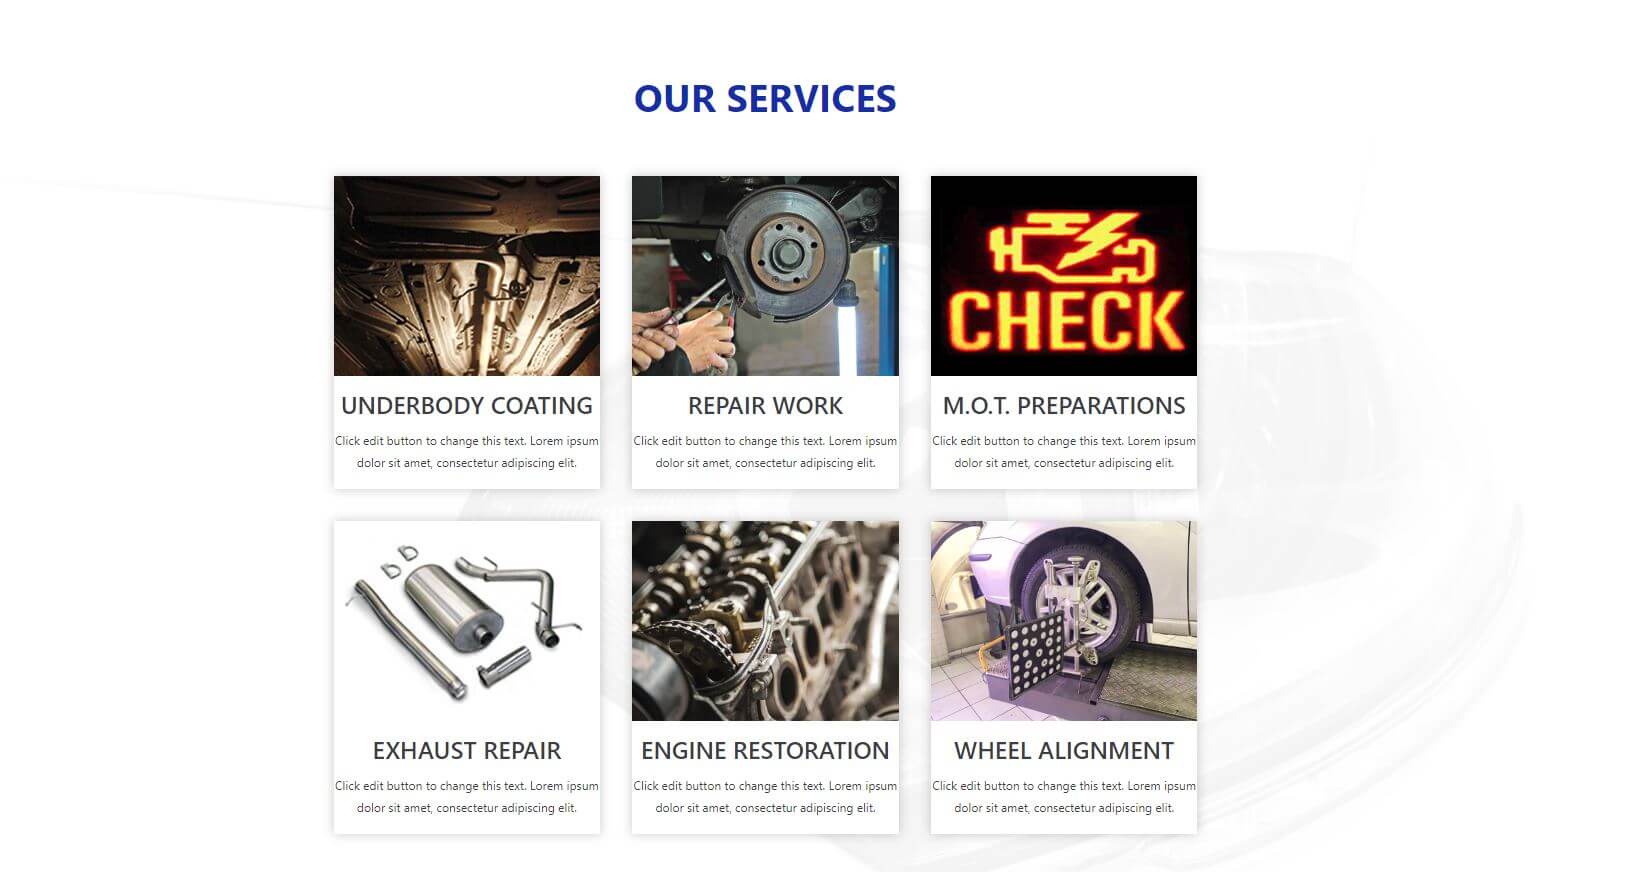 OUR SERVICES
CHECK
UNDERBODY COATING
Click edit button to change this text. Lorem ipsum
dolor sit amet, consectetur adipiscing elit.
REPAIR WORK
Click edit button to change this text. Lorem ipsum
dolor sit amet, consectetur adipiscing elit.
M.O.T. PREPARATIONS
Click edit button to change this text. Lorem ipsum
dolor sit amet, consectetur adipiscing elit.
EXHAUST REPAIR
Click edit button to change this text. Lorem ipsum
dolor sit amet, consectetur adipiscing elit.
ENGINE RESTORATION
Click edit button to change this text. Lorem ipsum
dolor sit amet, consectetur adipiscing elit.
WHEEL ALIGNMENT
Click edit button to change this text. Lorem ipsum
dolor sit amet, consectetur adipiscing elit.